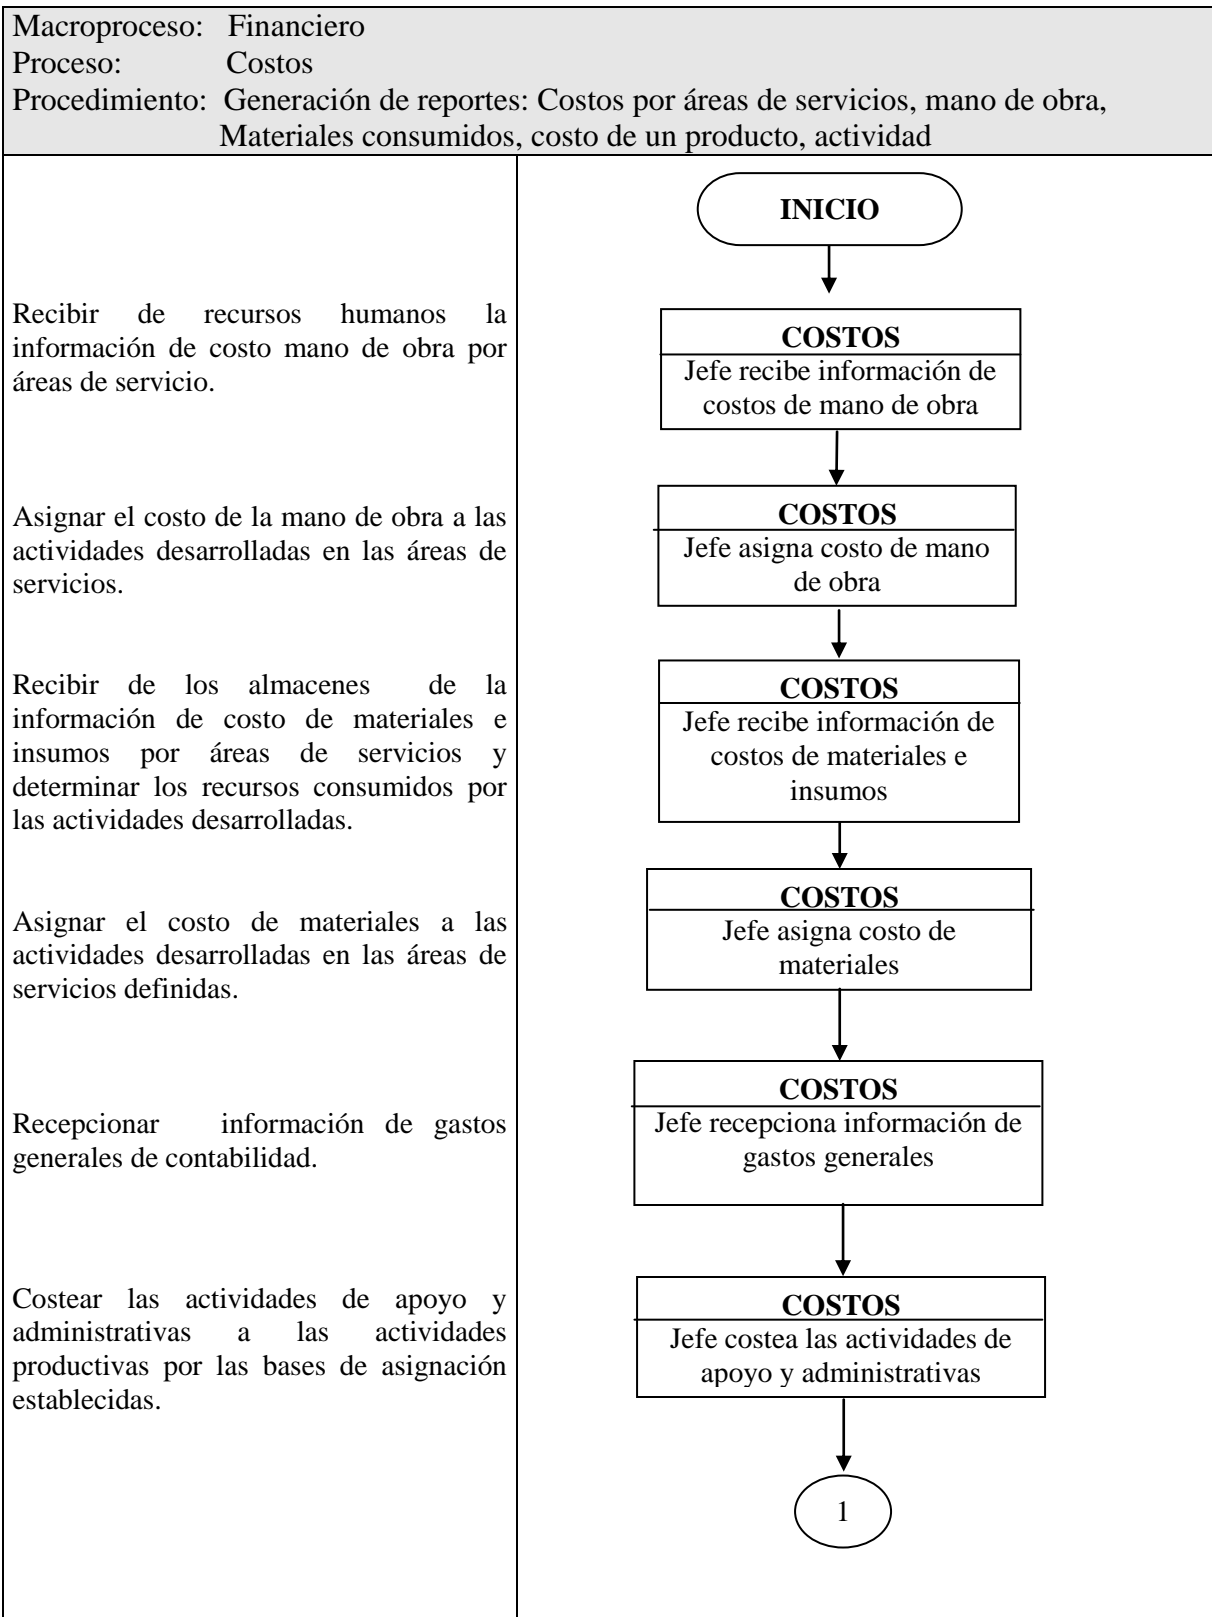 Macroproceso: Financiero
Proceso: Costos
Procedimiento: Generación de reportes: Costos por áreas de servicios, mano de obra,
Materiales consumidos, costo de un producto, actividad
INICIO
Recibir de recursos humanos la
información de costo mano de obra por
áreas de servicio.
COSTOS
Jefe recibe información de
costos de mano de obra
Asignar el costo de la mano de obra a las
actividades desarrolladas en las áreas de
servicios.
COSTOS
Jefe asigna costo de mano
de obra
Recibir de los almacenes de la
información de costo de materiales e
insumos por áreas de servicios y
determinar los recursos consumidos por
las actividades desarrolladas.
COSTOS
Jefe recibe información de
costos de materiales e
insumos
Asignar el costo de materiales a las
actividades desarrolladas en las áreas de
servicios definidas.
COSTOS
Jefe asigna costo de
materiales
Recepcionar información de gastos
generales de contabilidad.
COSTOS
Jefe recepciona información de
gastos generales
Costear las actividades de apoyo y
administrativas a las actividades
productivas por las bases de asignación
establecidas.
COSTOS
Jefe costea las actividades de
apoyo y administrativas
1